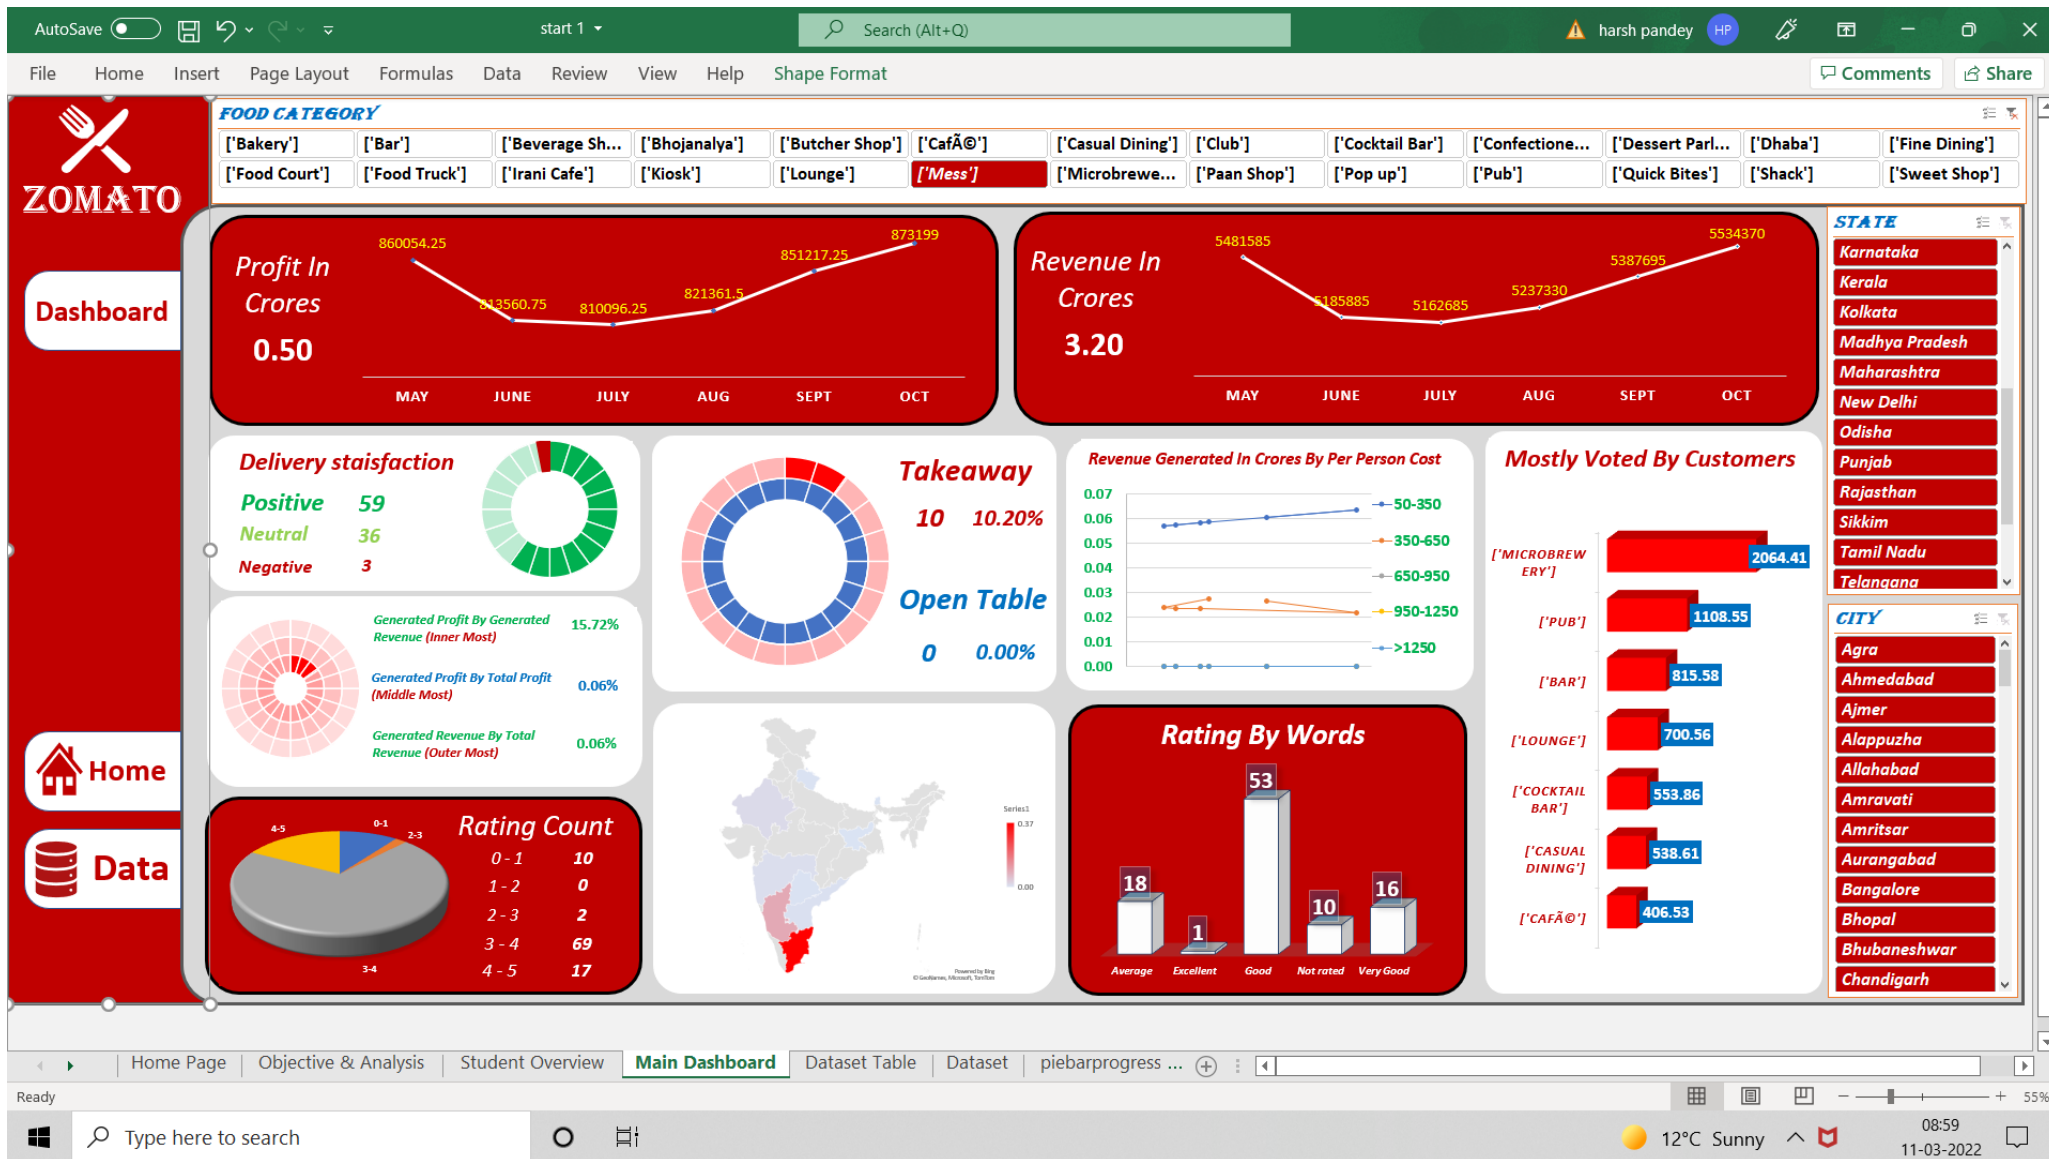 AutoSave
start 1
Search (Alt+Q)
harsh pandey
HP
File Home Insert Page Layout Formulas Data Review View Help Shape Format
Comments
Share
ZOMATO
Dashboard
Home
Data
FOOD CATEGORY
['Bakery'] ['Bar'] ['Beverage Sh... ['Bhojanalya'] ['Butcher Shop'] ['CafÃ©'] ['Casual Dining'] ['Club'] ['Cocktail Bar'] ['Confectione... ['Dessert Parl... ['Dhaba'] ['Fine Dining']
['Food Court'] ['Food Truck'] ['Irani Cafe'] ['Kiosk'] ['Lounge'] ['Mess'] ['Microbrewe... ['Paan Shop'] ['Pop up'] ['Pub'] ['Quick Bites'] ['Shack'] ['Sweet Shop']
Profit In
Crores
0.50
860054.25 813560.75 810096.25 821361.5 851217.25 873199
MAY JUNE JULY AUG SEPT OCT
Revenue In
Crores
3.20
5481585 5185885 5162685 5237330 5387695 5534370
MAY JUNE JULY AUG SEPT OCT
STATE
Karnataka
Kerala
Kolkata
Madhya Pradesh
Maharashtra
New Delhi
Odisha
Punjab
Rajasthan
Sikkim
Tamil Nadu
Telangana
CITY
Agra
Ahmedabad
Ajmer
Alappuzha
Allahabad
Amravati
Amritsar
Aurangabad
Bangalore
Bhopal
Bhubaneshwar
Chandigarh
Delivery staisfaction
Positive 59
Neutral 36
Negative 3
Generated Profit By Generated
Revenue (Inner Most)
15.72%
Generated Profit By Total Profit
(Middle Most)
0.06%
Generated Revenue By Total
Revenue (Outer Most)
0.06%
Takeaway
10 10.20%
Open Table
0 0.00%
Revenue Generated In Crores By Per Person Cost
0.07
0.06
0.05
0.04
0.03
0.02
0.01
0.00
50-350
350-650
650-950
950-1250
>1250
Mostly Voted By Customers
['MICROBREW
ERY']
2064.41
['PUB']
1108.55
['BAR']
815.58
['LOUNGE']
700.56
['COCKTAIL
BAR']
553.86
['CASUAL
DINING']
538.61
['CAFÃ©']
406.53
Rating Count
4-5
0-1
2-3
3-4
0 - 1 10
1 - 2 0
2 - 3 2
3 - 4 69
4 - 5 17
Series1
0.37
0.00
Powered by Bing
© GeoNames, Microsoft, TomTom
Rating By Words
18 1 53 10 16
Average Excellent Good Not rated Very Good
Home Page Objective & Analysis Student Overview Main Dashboard Dataset Table Dataset piebarprogress ...
Ready
55%
Type here to search
12°C Sunny
08:59
11-03-2022